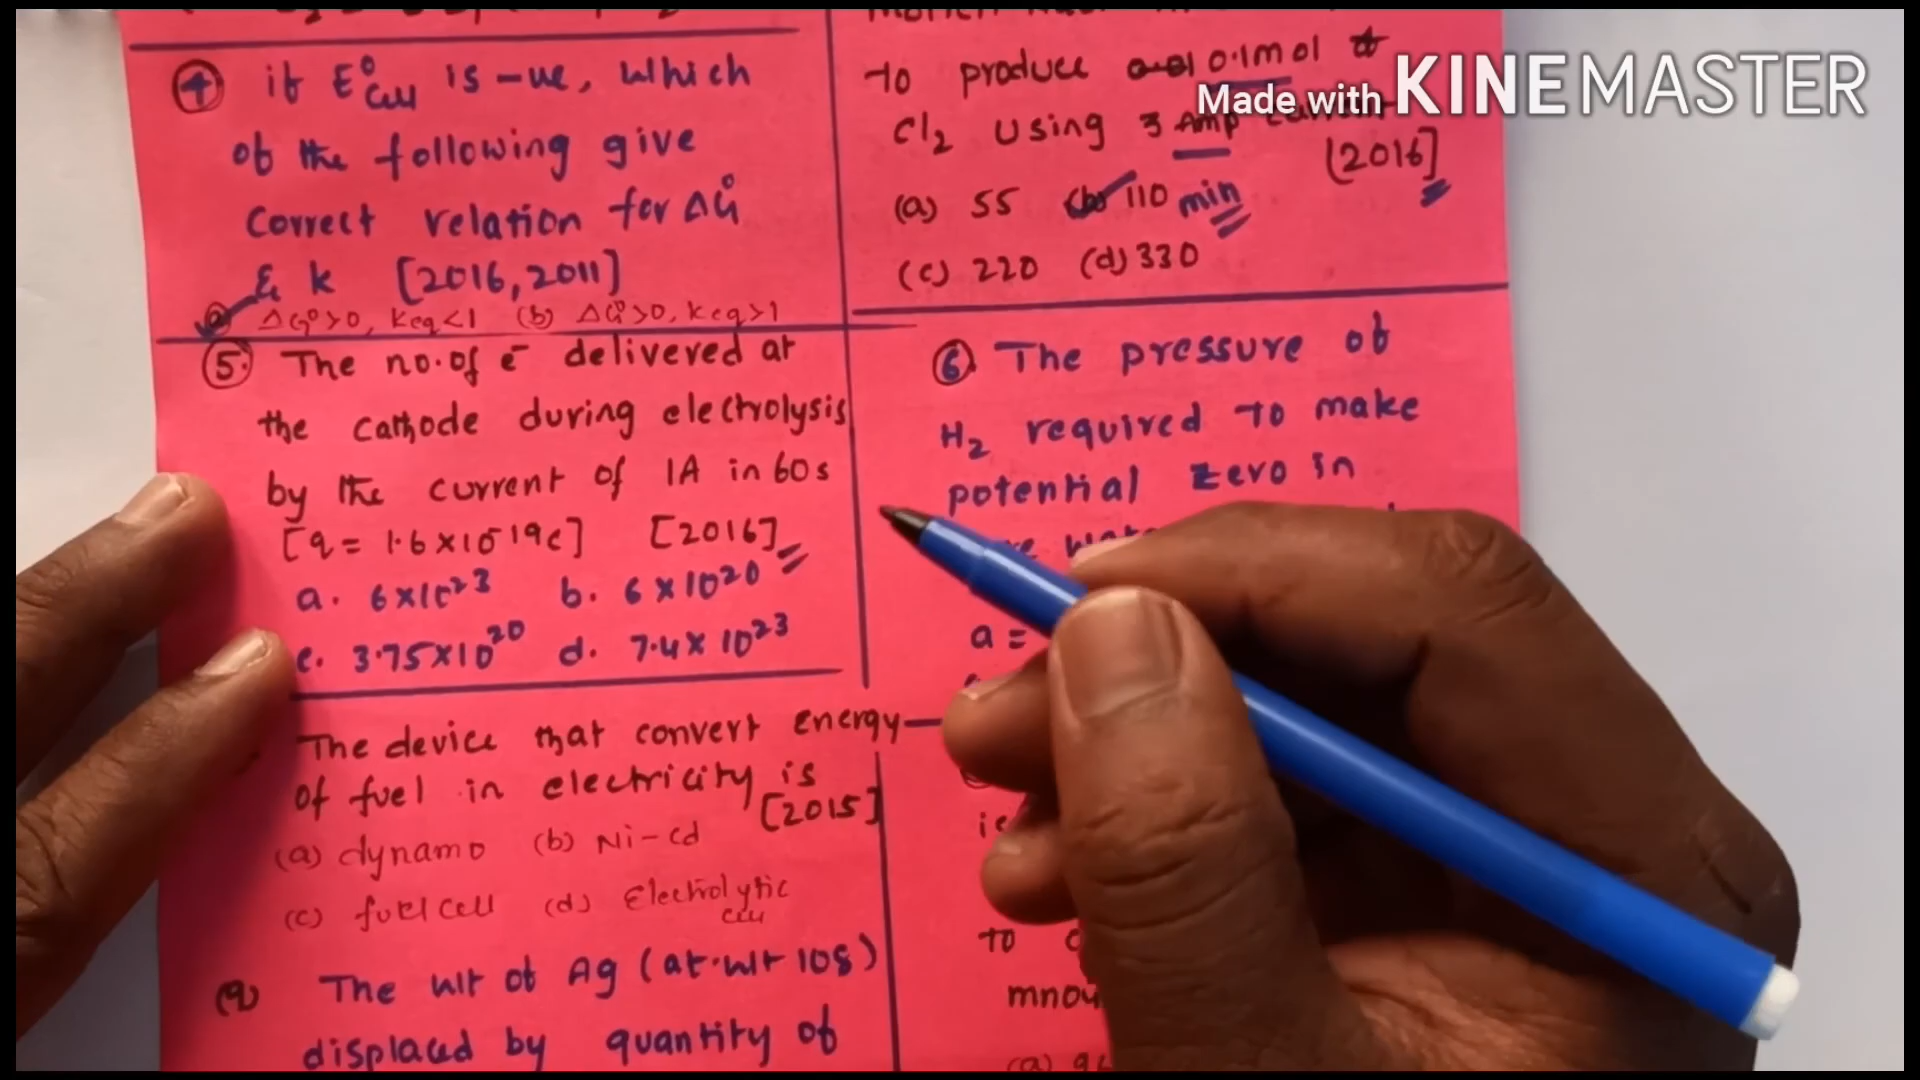 ④ if E°cell is -ve, which
of the following give
correct relation for ΔG°
& k [2016, 2011]
(a) ΔG°>0, keq<1 (b) ΔG°>0, keq>1
⑤. The no. of e⁻ delivered at
the cathode during electrolysis
by the current of 1A in 60s
[q = 1.6×10⁻¹⁹c] [2016]
a. 6×10²³ b. 6×10²⁰
c. 3.75×10²⁰ d. 7.4×10²³
The device that convert energy
of fuel in electricity is
[2015]
(a) dynamo (b) Ni-cd
(c) fuel cell (d) Electrolytic
cell
(9) The wt of Ag (at.wt 108)
displaced by quantity of
to produce 0.1mol
Cl₂ using 3 Amp current
[2016]
(a) 55 (b) 110 min
(c) 220 (d) 330
⑥. The pressure of
H₂ required to make
potential zero in
a =
to
Made with KINEMASTER